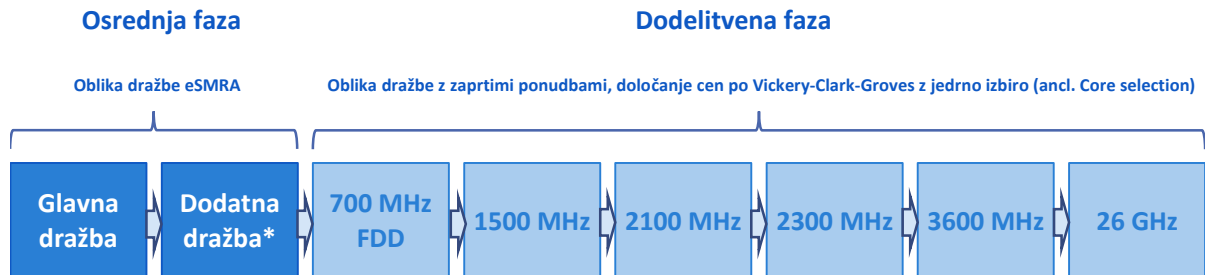 Osrednja faza
Dodelitvena faza
Oblika dražbe eSMRA
Oblika dražbe z zaprtimi ponudbami, določanje cen po Vickery-Clark-Groves z jedrno izbiro (ancl. Core selection)
Glavna
dražba
Dodatna
dražba*
700 MHz
FDD
1500 MHz
2100 MHz
2300 MHz
3600 MHz
26 GHz